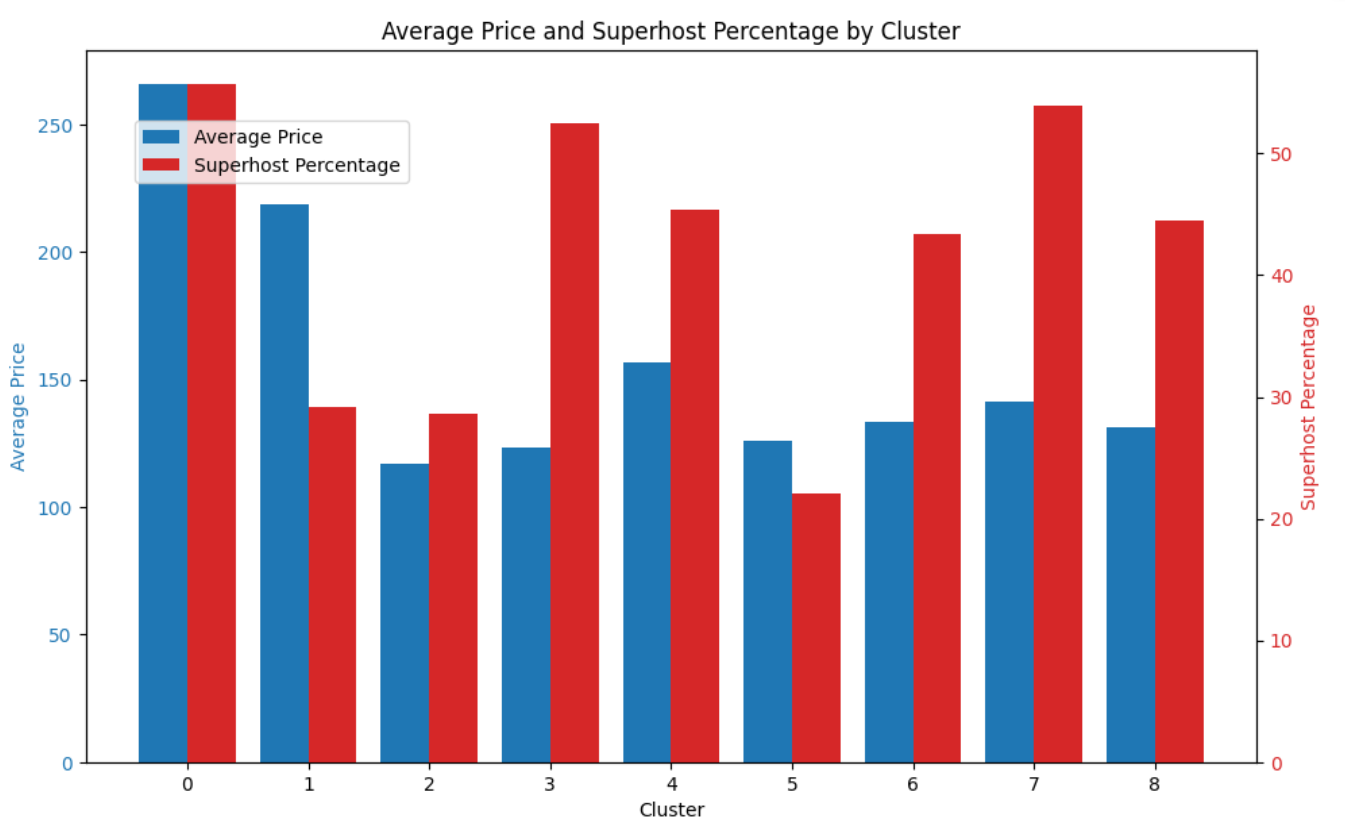 Average Price and Superhost Percentage by Cluster
Average Price
Superhost Percentage
250
200
150
100
50
0
Average Price
50
40
30
20
10
0
Superhost Percentage
0 1 2 3 4 5 6 7 8
Cluster